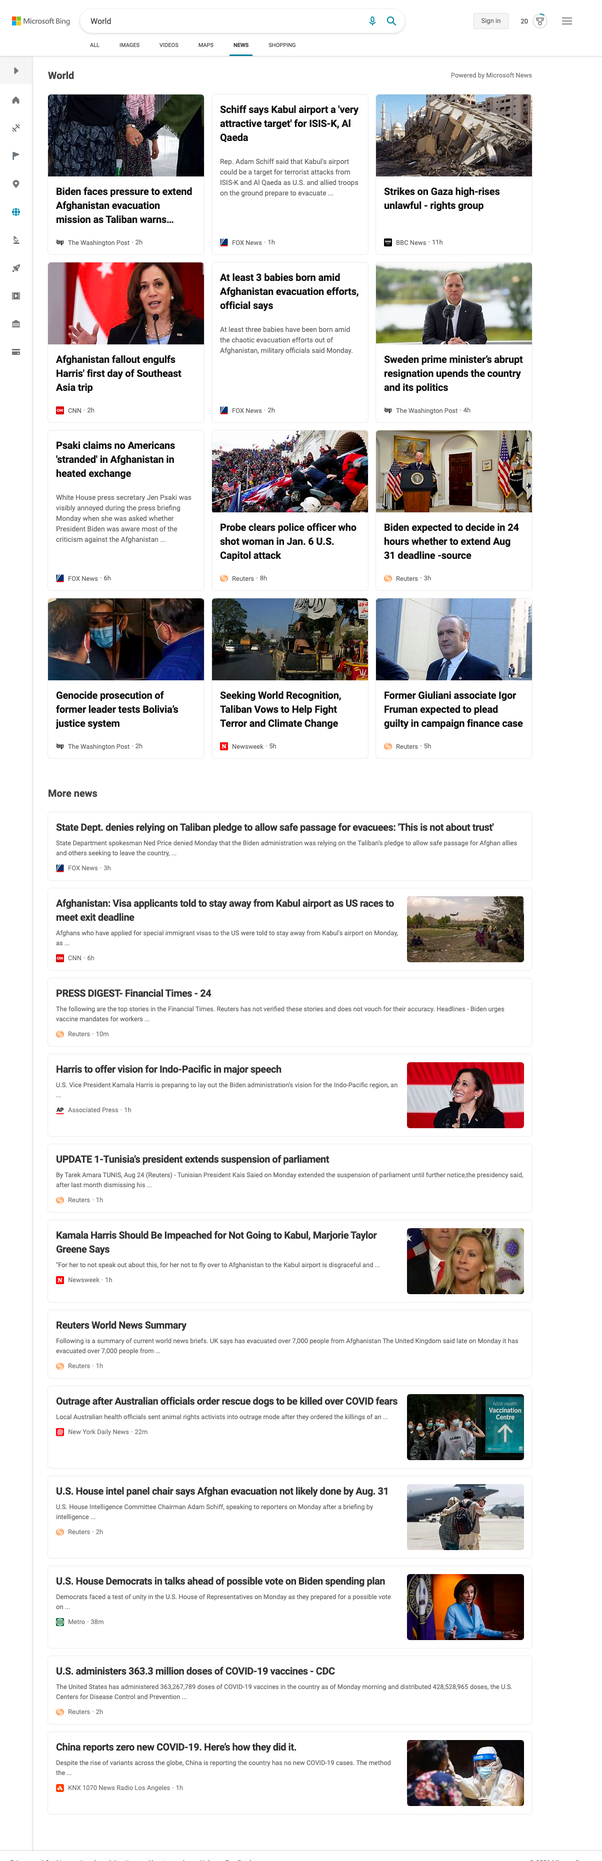 Microsoft Bing
World
Sign in
20
ALL
IMAGES
VIDEOS
MAPS
NEWS
SHOPPING
World
Powered by Microsoft News
Biden faces pressure to extend
Afghanistan evacuation
mission as Taliban warns...
The Washington Post · 2h
Schiff says Kabul airport a 'very
attractive target' for ISIS-K, Al
Qaeda
Rep. Adam Schiff said that Kabul's airport
could be a target for terrorist attacks from
ISIS-K and Al Qaeda as U.S. and allied troops
on the ground prepare to evacuate ...
FOX News · 1h
Strikes on Gaza high-rises
unlawful - rights group
BBC News · 11h
Afghanistan fallout engulfs
Harris' first day of Southeast
Asia trip
CNN · 2h
At least 3 babies born amid
Afghanistan evacuation efforts,
official says
At least three babies have been born amid
the chaotic evacuation efforts out of
Afghanistan, military officials said Monday.
FOX News · 2h
Sweden prime minister's abrupt
resignation upends the country
and its politics
The Washington Post · 4h
Psaki claims no Americans
'stranded' in Afghanistan in
heated exchange
White House press secretary Jen Psaki was
visibly annoyed during the press briefing
Monday when she was asked whether
President Biden was aware most of the
criticism against the Afghanistan ...
FOX News · 6h
Probe clears police officer who
shot woman in Jan. 6 U.S.
Capitol attack
Reuters · 8h
Biden expected to decide in 24
hours whether to extend Aug
31 deadline -source
Reuters · 3h
Genocide prosecution of
former leader tests Bolivia's
justice system
The Washington Post · 2h
Seeking World Recognition,
Taliban Vows to Help Fight
Terror and Climate Change
Newsweek · 5h
Former Giuliani associate Igor
Fruman expected to plead
guilty in campaign finance case
Reuters · 5h
More news
State Dept. denies relying on Taliban pledge to allow safe passage for evacuees: 'This is not about trust'
State Department spokesman Ned Price denied Monday that the Biden administration was relying on the Taliban's pledge to allow safe passage for Afghan allies
and others seeking to leave the country, ...
FOX News · 3h
Afghanistan: Visa applicants told to stay away from Kabul airport as US races to
meet exit deadline
Afghans who have applied for special immigrant visas to the US were told to stay away from Kabul's airport on Monday,
as ...
CNN · 6h
PRESS DIGEST- Financial Times - 24
The following are the top stories in the Financial Times. Reuters has not verified these stories and does not vouch for their accuracy. Headlines - Biden urges
vaccine mandates for workers ...
Reuters · 10m
Harris to offer vision for Indo-Pacific in major speech
U.S. Vice President Kamala Harris is preparing to lay out the Biden administration's vision for the Indo-Pacific region, an
...
AP Associated Press · 1h
UPDATE 1-Tunisia's president extends suspension of parliament
By Tarek Amara TUNIS, Aug 24 (Reuters) - Tunisian President Kais Saied on Monday extended the suspension of parliament until further notice,the presidency said,
after last month dismissing his ...
Reuters · 1h
Kamala Harris Should Be Impeached for Not Going to Kabul, Marjorie Taylor
Greene Says
"For her to not speak out about this, for her not to fly over to Afghanistan to the Kabul airport is disgraceful and ...
Newsweek · 1h
Reuters World News Summary
Following is a summary of current world news briefs. UK says has evacuated over 7,000 people from Afghanistan The United Kingdom said late on Monday it has
evacuated over 7,000 people from ...
Reuters · 1h
Outrage after Australian officials order rescue dogs to be killed over COVID fears
Local Australian health officials sent animal rights activists into outrage mode after they ordered the killings of an ...
New York Daily News · 22m
Vaccination
Centre
U.S. House intel panel chair says Afghan evacuation not likely done by Aug. 31
U.S. House Intelligence Committee Chairman Adam Schiff, speaking to reporters on Monday after a briefing by
intelligence ...
Reuters · 2h
U.S. House Democrats in talks ahead of possible vote on Biden spending plan
Democrats faced a test of unity in the U.S. House of Representatives on Monday as they prepared for a possible vote
on ...
Metro · 38m
U.S. administers 363.3 million doses of COVID-19 vaccines - CDC
The United States has administered 363,267,789 doses of COVID-19 vaccines in the country as of Monday morning and distributed 428,528,965 doses, the U.S.
Centers for Disease Control and Prevention ...
Reuters · 2h
China reports zero new COVID-19. Here's how they did it.
Despite the rise of variants across the globe, China is reporting the country has no new COVID-19 cases. The method
the ...
KNX 1070 News Radio Los Angeles · 1h